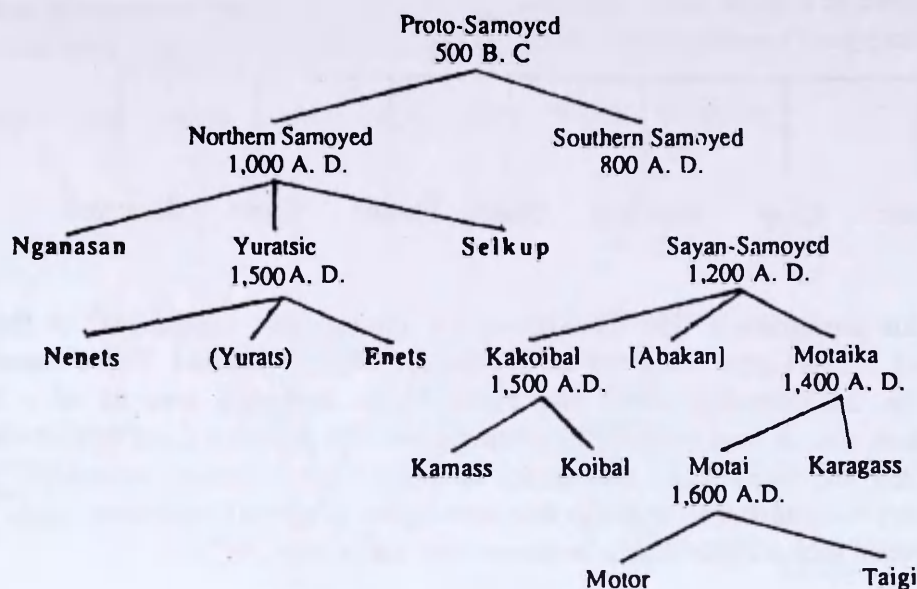 Proto-Samoyed
500 B. C
Northern Samoyed
1,000 A. D.
Southern Samoyed
800 A. D.
Nganasan
Yuratsic
1,500 A. D.
Selkup
Sayan-Samoyed
1,200 A. D.
Nenets
(Yurats)
Enets
Kakoibal
1,500 A.D.
[Abakan]
Motaika
1,400 A. D.
Kamass
Koibal
Motai
1,600 A.D.
Karagass
Motor
Taigi